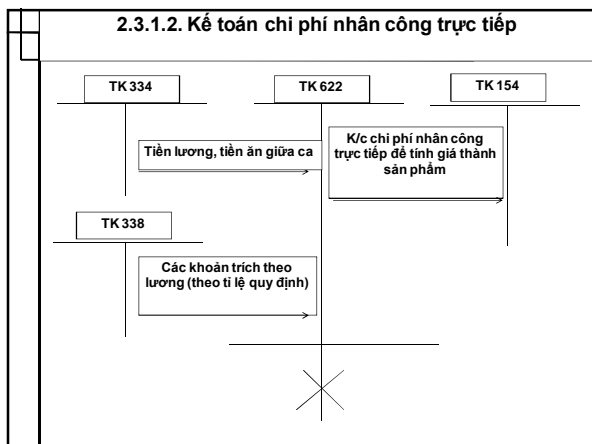 2.3.1.2. Kế toán chi phí nhân công trực tiếp
TK 334
TK 622
TK 154
Tiền lương, tiền ăn giữa ca
K/c chi phí nhân công
trực tiếp để tính giá thành
sản phẩm
TK 338
Các khoản trích theo
lương (theo tỉ lệ quy định)